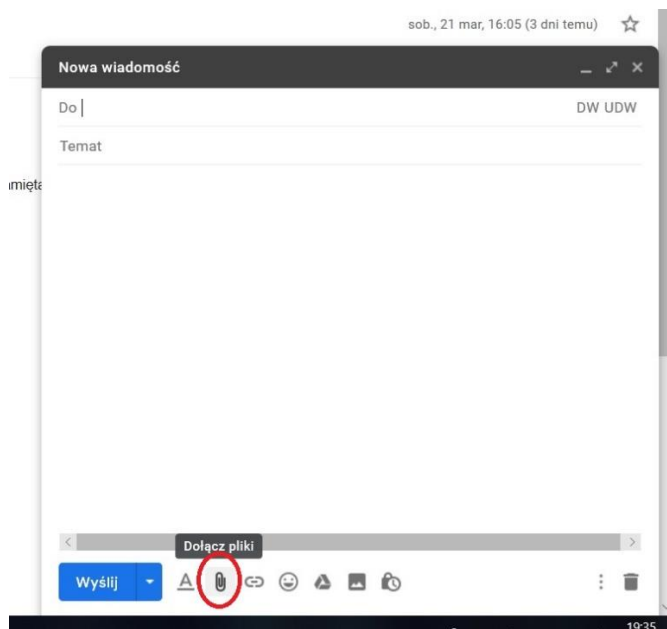 sob., 21 mar, 16:05 (3 dni temu)
Nowa wiadomość
Do
DW UDW
Temat
amięta
Dołącz pliki
Wyślij
19:35